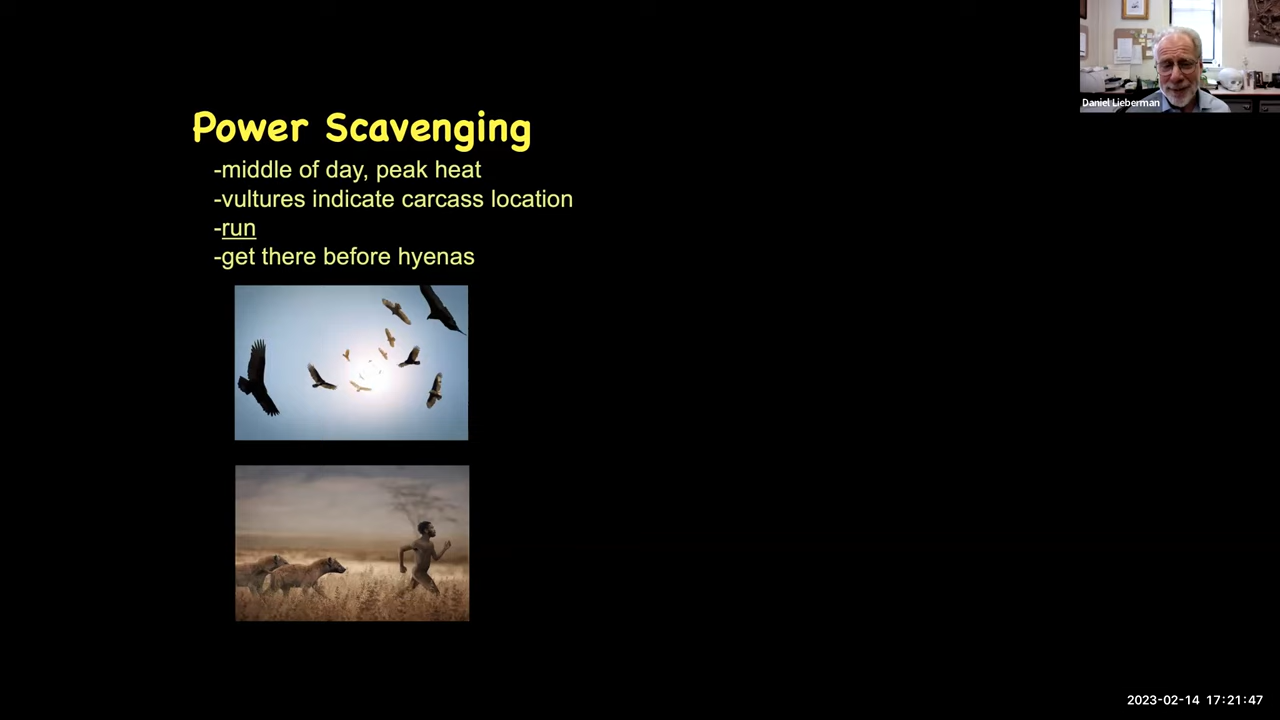 Daniel Lieberman
Power Scavenging
-middle of day, peak heat
-vultures indicate carcass location
-run
-get there before hyenas
2023-02-14 17:21:47